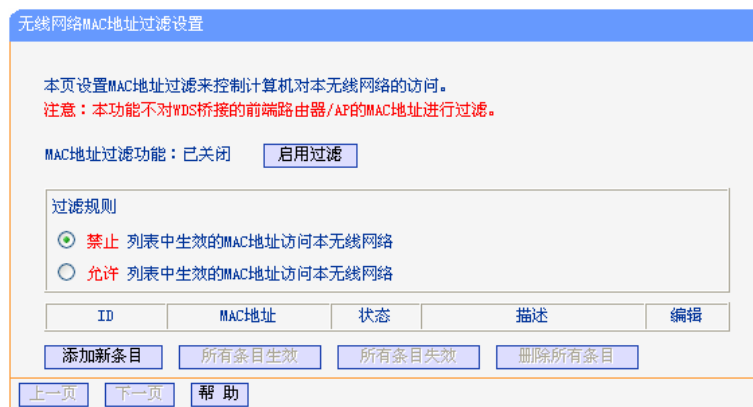 无线网络MAC地址过滤设置
本页设置MAC地址过滤来控制计算机对本无线网络的访问。
注意：本功能不对WDS桥接的前端路由器/AP的MAC地址进行过滤。
MAC地址过滤功能：已关闭 启用过滤
过滤规则
禁止 列表中生效的MAC地址访问本无线网络
允许 列表中生效的MAC地址访问本无线网络
ID MAC地址 状态 描述 编辑
添加新条目 所有条目生效 所有条目失效 删除所有条目
上一页 下一页 帮 助